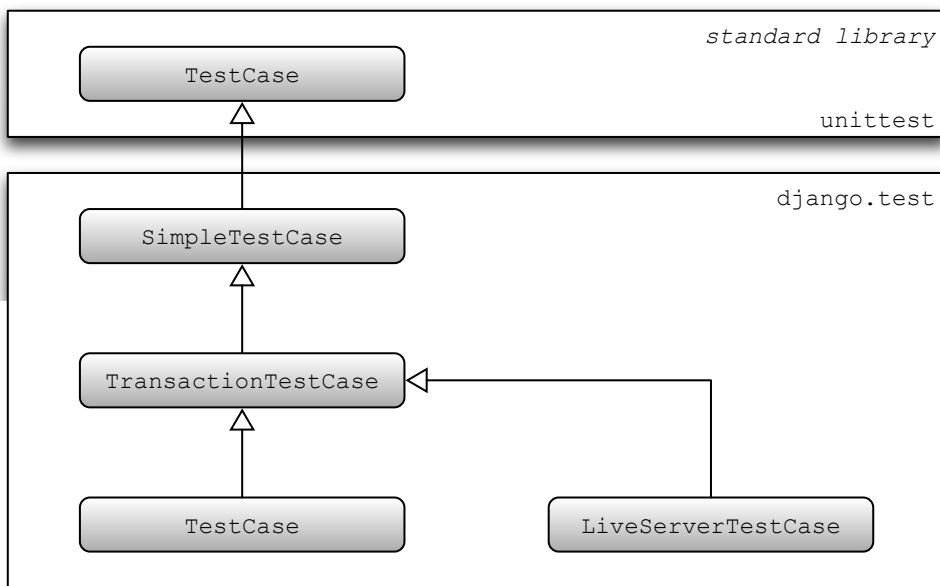 standard library
TestCase
unittest
django.test
SimpleTestCase
TransactionTestCase
TestCase
LiveServerTestCase